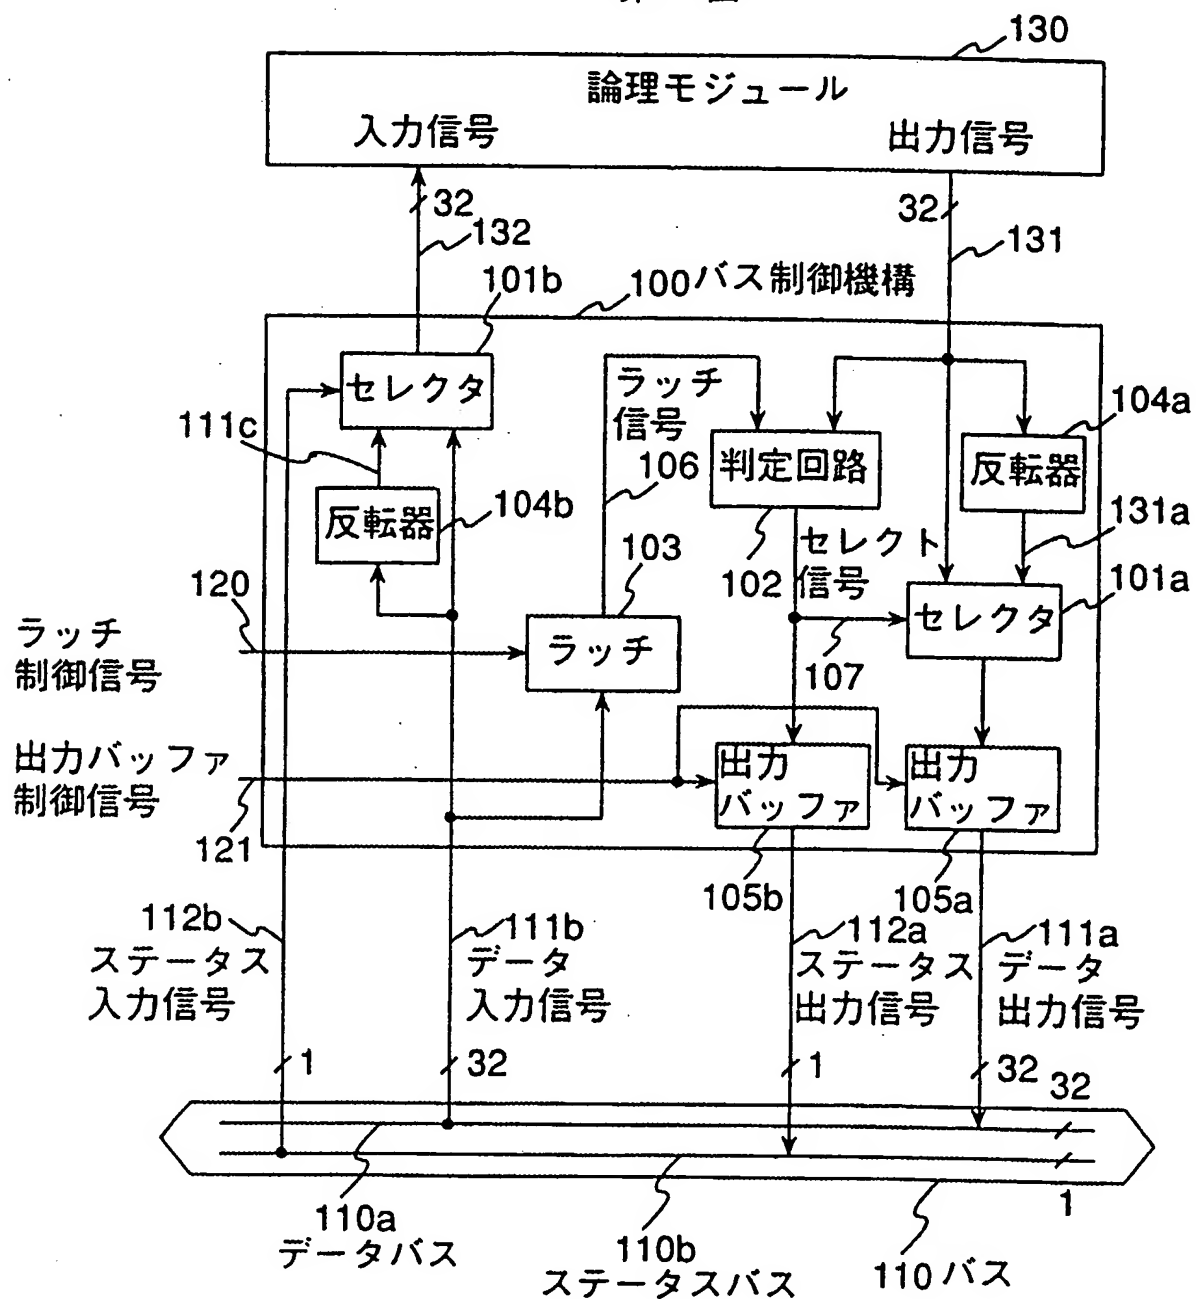 130
論理モジュール
入力信号
出力信号
32
32
132
131
101b
100バス制御機構
セレクタ
ラッチ
信号
104a
111c
判定回路
反転器
106
反転器
104b
131a
103
102
セレクト
信号
101a
120
セレクタ
ラッチ
制御信号
ラッチ
107
出力バッファ
制御信号
出力
バッファ
出力
バッファ
121
105b
105a
112b
ステータス
入力信号
111b
データ
入力信号
112a
ステータス
出力信号
111a
データ
出力信号
1
32
1
32
32
1
110a
データバス
110b
ステータスバス
110バス